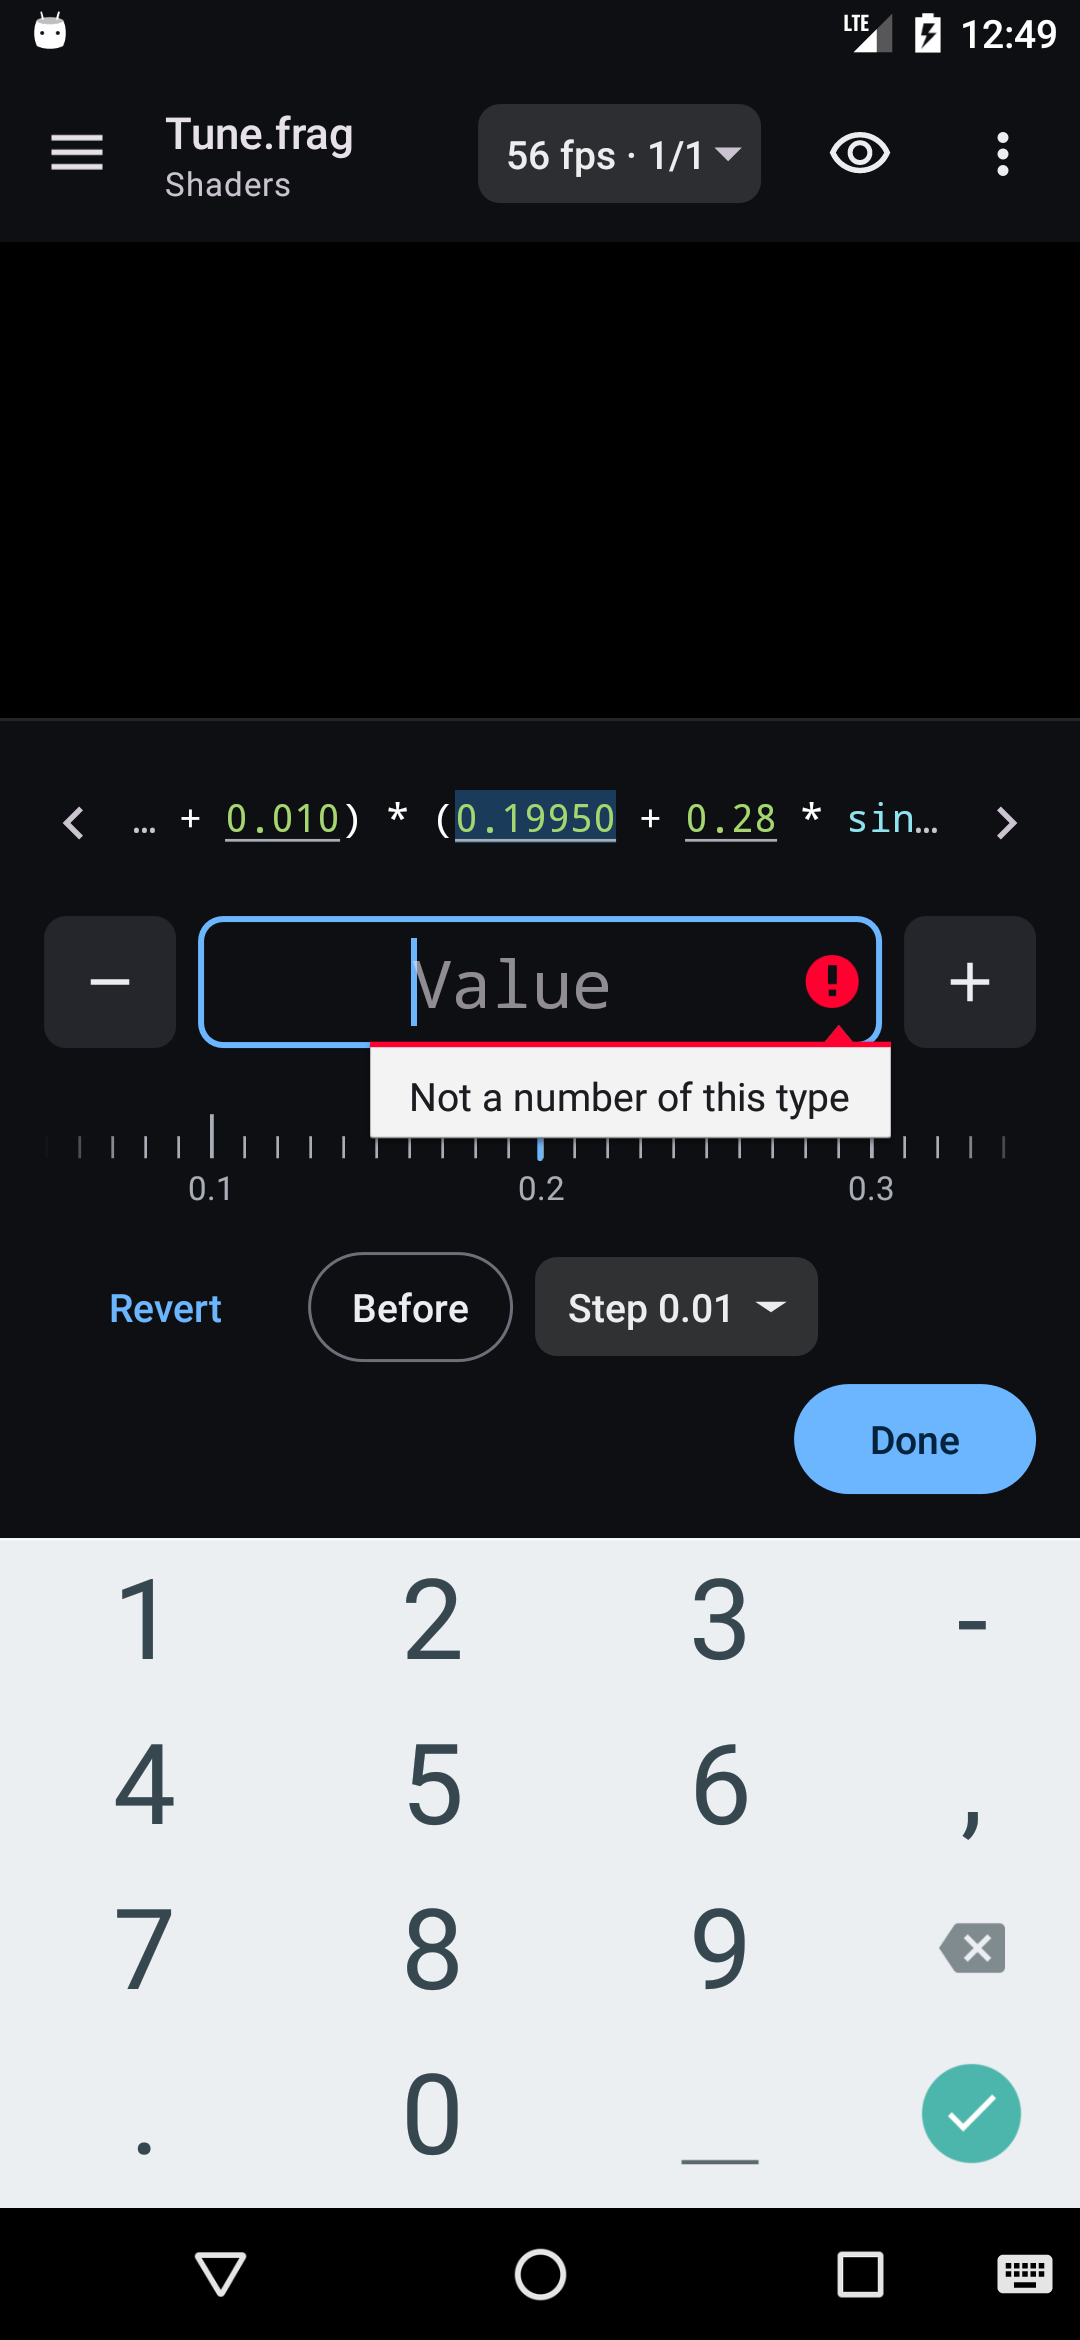 LTE 12:49
Tune.frag
Shaders
56 fps · 1/1
… + 0.010) * (0.19950 + 0.28 * sin…
Value
Not a number of this type
0.1 0.2 0.3
Revert Before Step 0.01
Done
1 2 3 -
4 5 6 ,
7 8 9
. 0 _